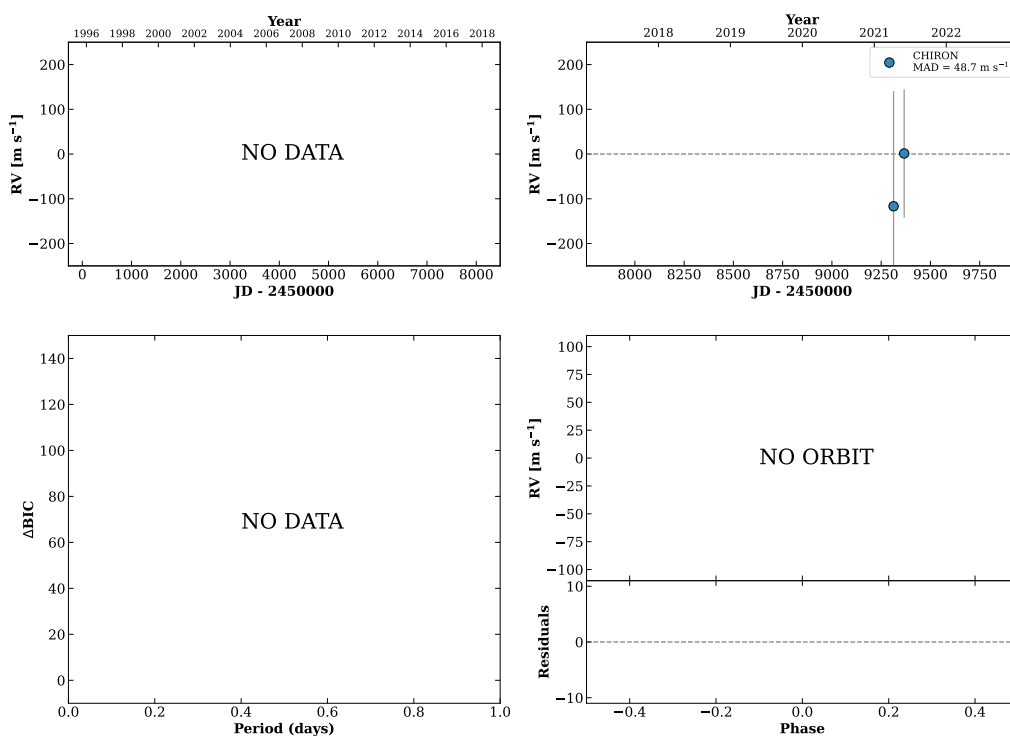 Year
1996 1998 2000 2002 2004 2006 2008 2010 2012 2014 2016 2018
200
100
0
−100
−200
RV [m s⁻¹]
NO DATA
0 1000 2000 3000 4000 5000 6000 7000 8000
JD - 2450000
Year
2018 2019 2020 2021 2022
CHIRON
MAD = 48.7 m s⁻¹
200
100
0
−100
−200
RV [m s⁻¹]
8000 8250 8500 8750 9000 9250 9500 9750
JD - 2450000
140
120
100
80
60
40
20
0
ΔBIC
NO DATA
0.0 0.2 0.4 0.6 0.8 1.0
Period (days)
100
75
50
25
0
−25
−50
−75
−100
RV [m s⁻¹]
NO ORBIT
10
0
−10
Residuals
−0.4 −0.2 0.0 0.2 0.4
Phase